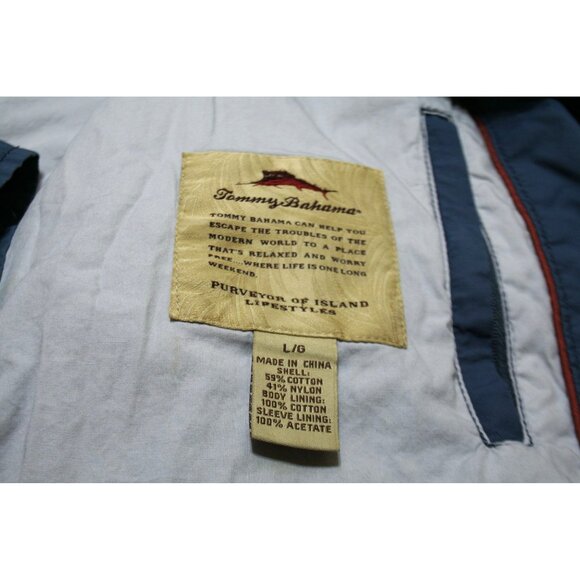 Tommy Bahama
TOMMY BAHAMA CAN HELP YOU
ESCAPE THE TROUBLES OF THE
MODERN WORLD TO A PLACE
THAT'S RELAXED AND WORRY
FREE....WHERE LIFE IS ONE LONG
WEEKEND.
PURVEYOR OF ISLAND
LIFESTYLES
L/G
MADE IN CHINA
SHELL:
59% COTTON
41% NYLON
BODY LINING:
100% COTTON
SLEEVE LINING:
100% ACETATE